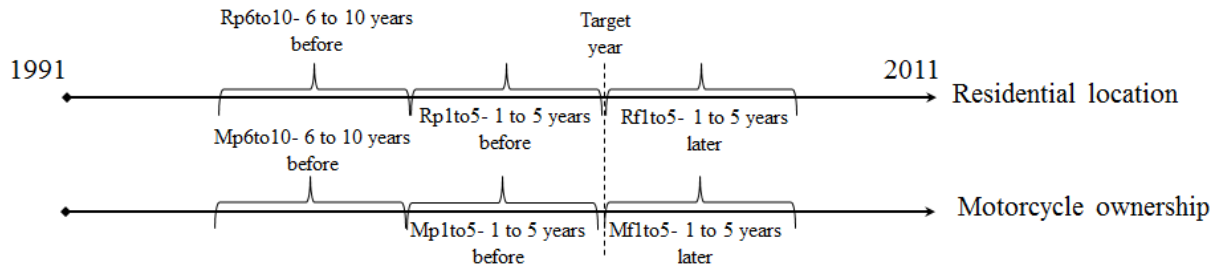 Rp6to10- 6 to 10 years
before
Target
year
1991
2011
Residential location
Rp1to5- 1 to 5 years
before
Rf1to5- 1 to 5 years
later
Mp6to10- 6 to 10 years
before
Motorcycle ownership
Mp1to5- 1 to 5 years
before
Mf1to5- 1 to 5 years
later